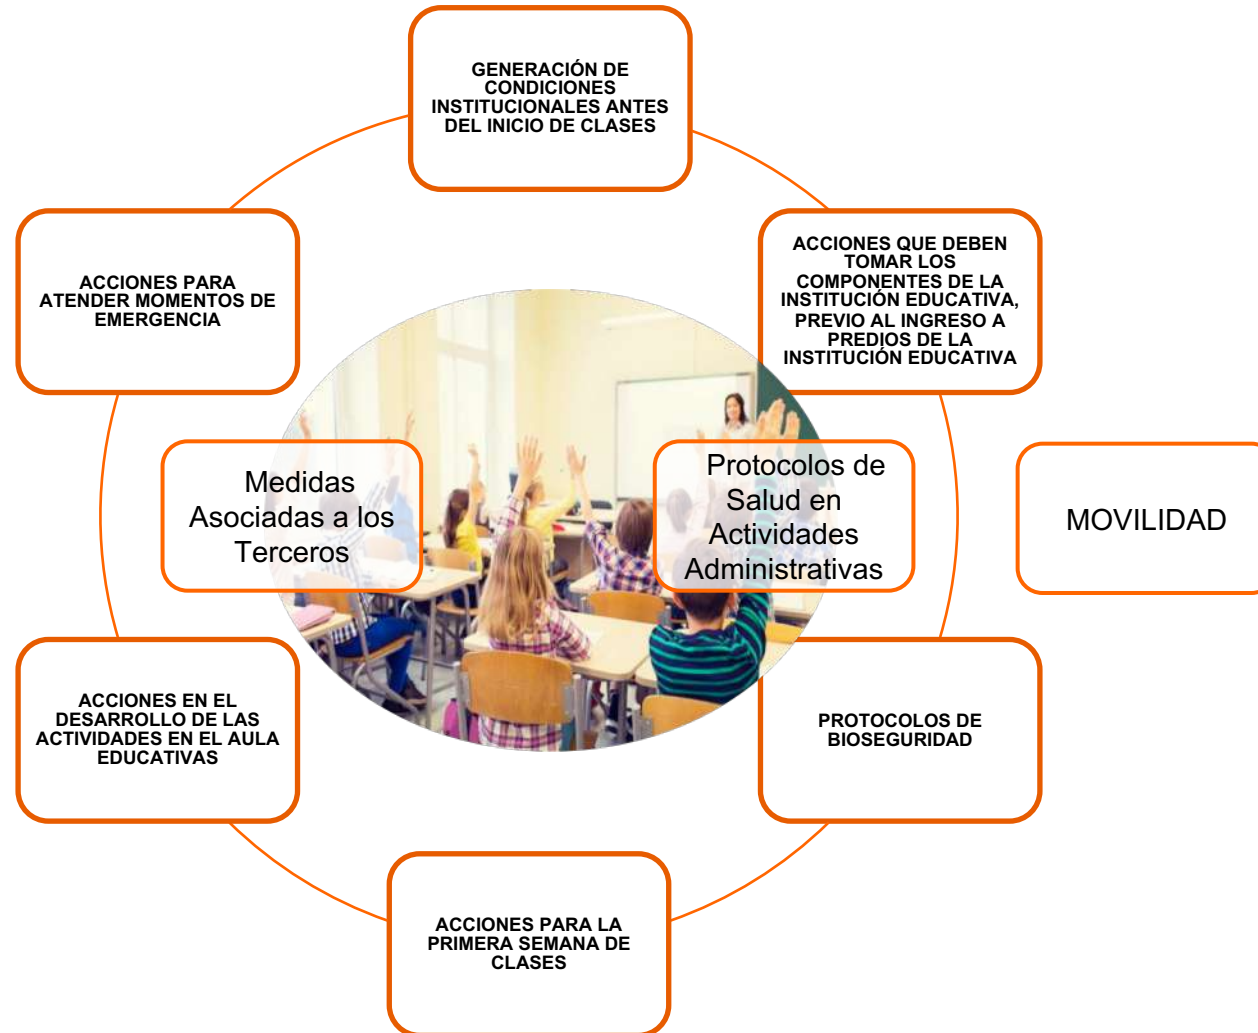 GENERACIÓN DE
CONDICIONES
INSTITUCIONALES ANTES
DEL INICIO DE CLASES
ACCIONES QUE DEBEN
TOMAR LOS
COMPONENTES DE LA
INSTITUCIÓN EDUCATIVA,
PREVIO AL INGRESO A
PREDIOS DE LA
INSTITUCIÓN EDUCATIVA
ACCIONES PARA
ATENDER MOMENTOS DE
EMERGENCIA
Medidas
Asociadas a los
Terceros
Protocolos de
Salud en
Actividades
Administrativas
MOVILIDAD
ACCIONES EN EL
DESARROLLO DE LAS
ACTIVIDADES EN EL AULA
EDUCATIVAS
PROTOCOLOS DE
BIOSEGURIDAD
ACCIONES PARA LA
PRIMERA SEMANA DE
CLASES